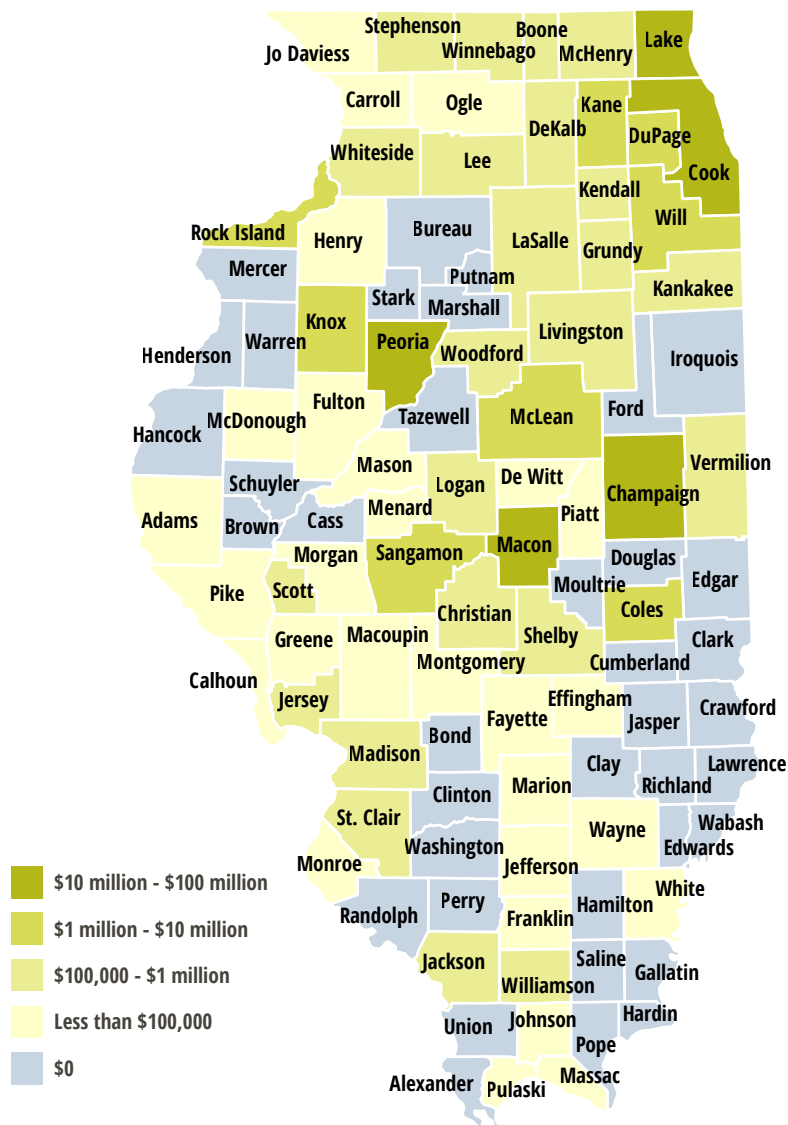 Jo Daviess
Stephenson
Winnebago
Boone
McHenry
Lake
Carroll
Ogle
DeKalb
Kane
DuPage
Cook
Whiteside
Lee
Kendall
Will
Rock Island
Henry
Bureau
LaSalle
Grundy
Mercer
Putnam
Kankakee
Stark
Marshall
Knox
Henderson
Warren
Peoria
Woodford
Livingston
Iroquois
Hancock
McDonough
Fulton
Tazewell
McLean
Ford
Schuyler
Mason
Logan
De Witt
Champaign
Vermilion
Adams
Brown
Cass
Menard
Piatt
Morgan
Sangamon
Macon
Douglas
Pike
Scott
Moultrie
Edgar
Christian
Coles
Greene
Macoupin
Shelby
Clark
Calhoun
Montgomery
Cumberland
Jersey
Effingham
Fayette
Jasper
Crawford
Madison
Bond
Clay
Lawrence
Marion
Richland
Clinton
St. Clair
Wayne
Wabash
Washington
Edwards
Monroe
Jefferson
White
Randolph
Perry
Franklin
Hamilton
Jackson
Williamson
Saline
Gallatin
Union
Johnson
Hardin
Pope
Alexander
Pulaski
Massac
$10 million - $100 million
$1 million - $10 million
$100,000 - $1 million
Less than $100,000
$0